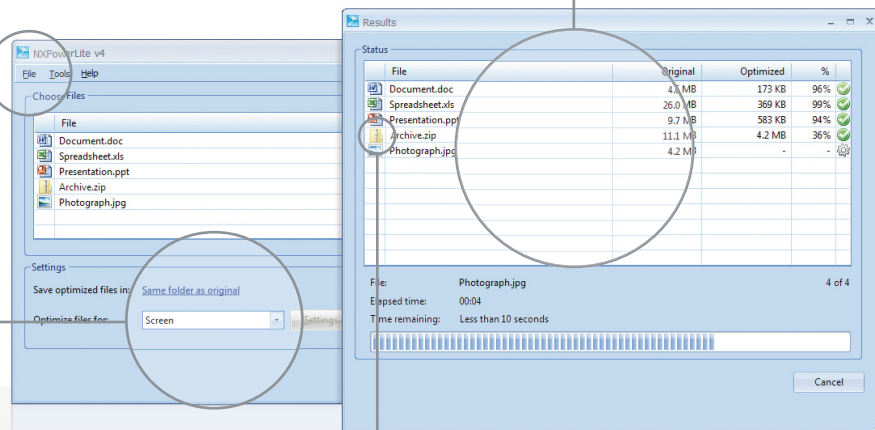 NXPowerLite v4
File Tools Help
Choose Files
File
Document.doc
Spreadsheet.xls
Presentation.ppt
Archive.zip
Photograph.jpg
Settings
Save optimized files in: Same folder as original
Optimize files for: Screen Settings
Results
Status
File Original Optimized %
Document.doc 4.5 MB 173 KB 96%
Spreadsheet.xls 26.0 MB 369 KB 99%
Presentation.ppt 9.7 MB 583 KB 94%
Archive.zip 11.1 MB 4.2 MB 36%
Photograph.jpg 4.2 MB - -
File: Photograph.jpg 4 of 4
Elapsed time: 00:04
Time remaining: Less than 10 seconds
Cancel